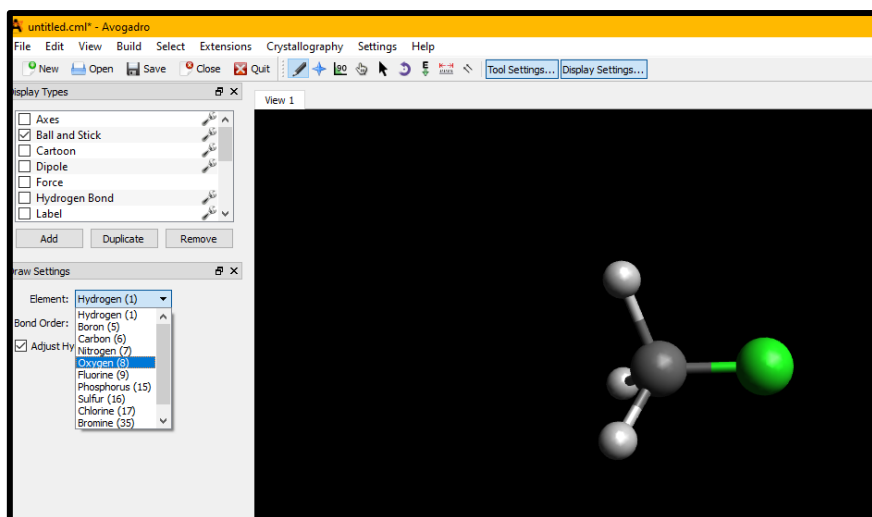 untitled.cml* - Avogadro
File Edit View Build Select Extensions Crystallography Settings Help
New Open Save Close Quit Tool Settings... Display Settings...
isplay Types
View 1
Axes
Ball and Stick
Cartoon
Dipole
Force
Hydrogen Bond
Label
Add Duplicate Remove
raw Settings
Element: Hydrogen (1)
Hydrogen (1)
Bond Order: Boron (5)
Carbon (6)
Adjust Hy Nitrogen (7)
Oxygen (8)
Fluorine (9)
Phosphorus (15)
Sulfur (16)
Chlorine (17)
Bromine (35)